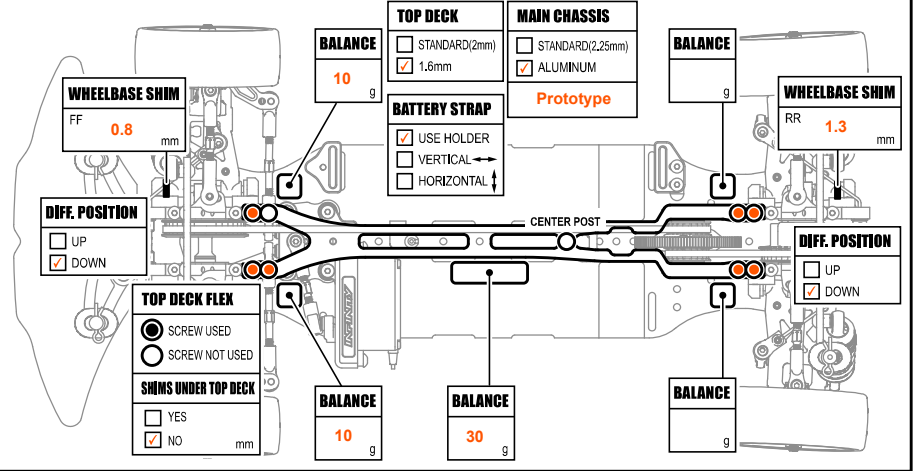 TOP DECK
STANDARD(2mm)
✓ 1.6mm
MAIN CHASSIS
STANDARD(2.25mm)
✓ ALUMINUM
Prototype
BALANCE
10
g
BALANCE
g
WHEELBASE SHIM
FF
0.8
mm
BATTERY STRAP
✓ USE HOLDER
VERTICAL
HORIZONTAL
WHEELBASE SHIM
RR
1.3
mm
DIFF. POSITION
UP
✓ DOWN
CENTER POST
DIFF. POSITION
UP
✓ DOWN
TOP DECK FLEX
SCREW USED
SCREW NOT USED
SHIMS UNDER TOP DECK
YES
✓ NO
mm
INFINITY
BALANCE
10
g
BALANCE
30
g
BALANCE
g